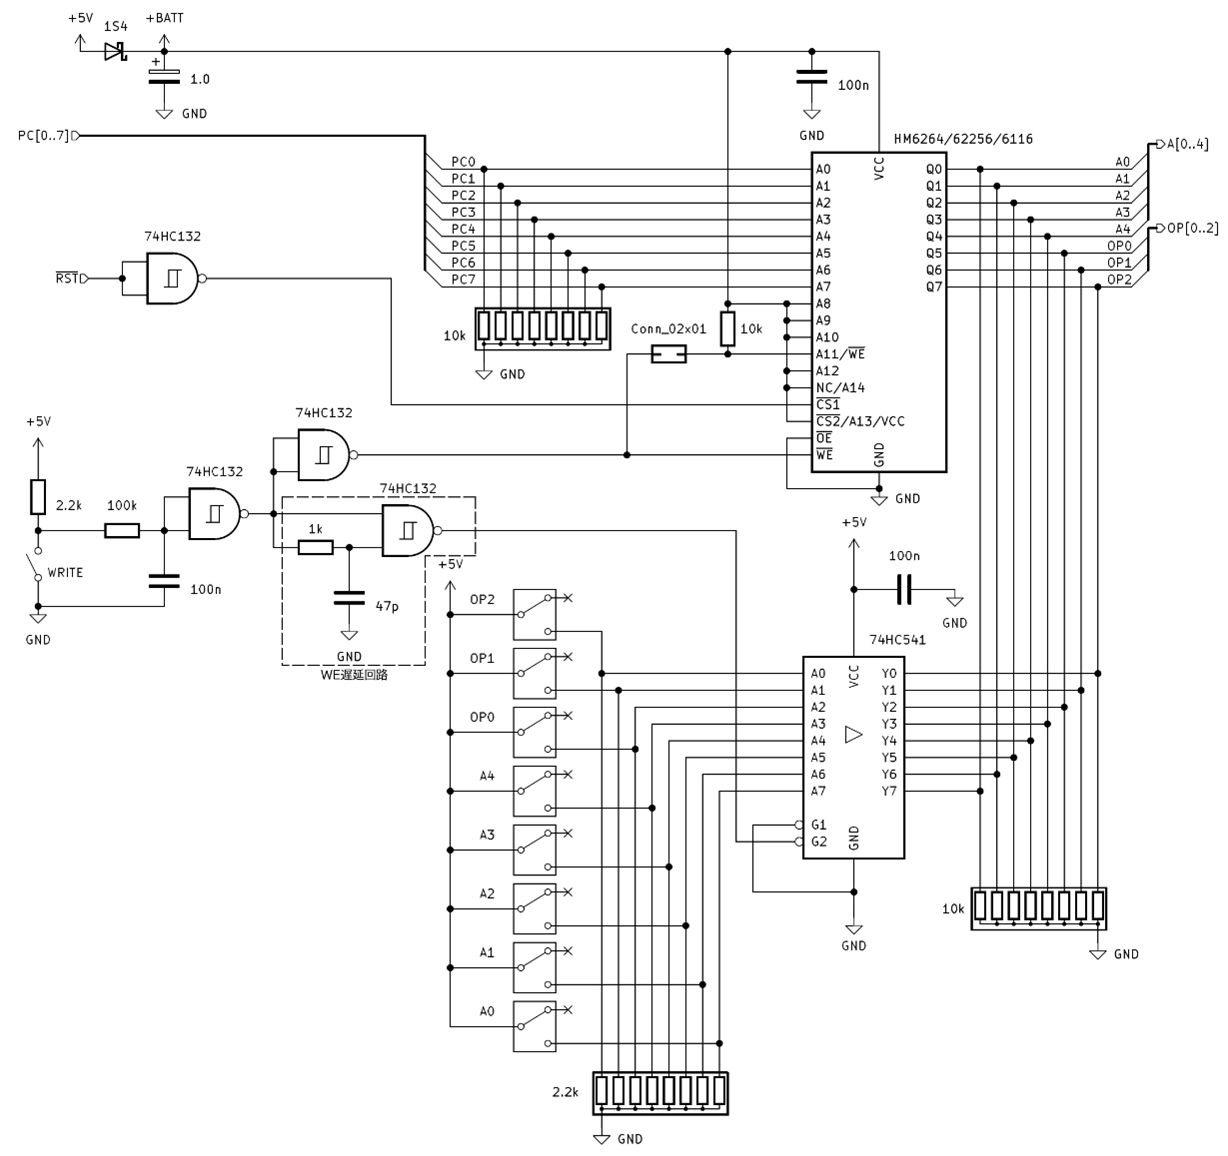 +5V
1S4
+BATT
+
1.0
GND
100n
GND
PC[0..7]
HM6264/62256/6116
A[0..4]
OP[0..2]
PC0
PC1
PC2
PC3
PC4
PC5
PC6
PC7
VCC
A0
A1
A2
A3
A4
A5
A6
A7
A8
A9
A10
A11/WE
A12
NC/A14
CS1
CS2/A13/VCC
OE
WE
GND
Q0
Q1
Q2
Q3
Q4
Q5
Q6
Q7
A0
A1
A2
A3
A4
OP0
OP1
OP2
74HC132
RST
10k
GND
Conn_02x01
10k
GND
+5V
2.2k
100k
74HC132
74HC132
74HC132
WRITE
100n
GND
1k
47p
GND
WE遅延回路
+5V
OP2
OP1
OP0
A4
A3
A2
A1
A0
2.2k
GND
+5V
100n
GND
74HC541
VCC
A0
A1
A2
A3
A4
A5
A6
A7
G1
G2
GND
Y0
Y1
Y2
Y3
Y4
Y5
Y6
Y7
GND
10k
GND